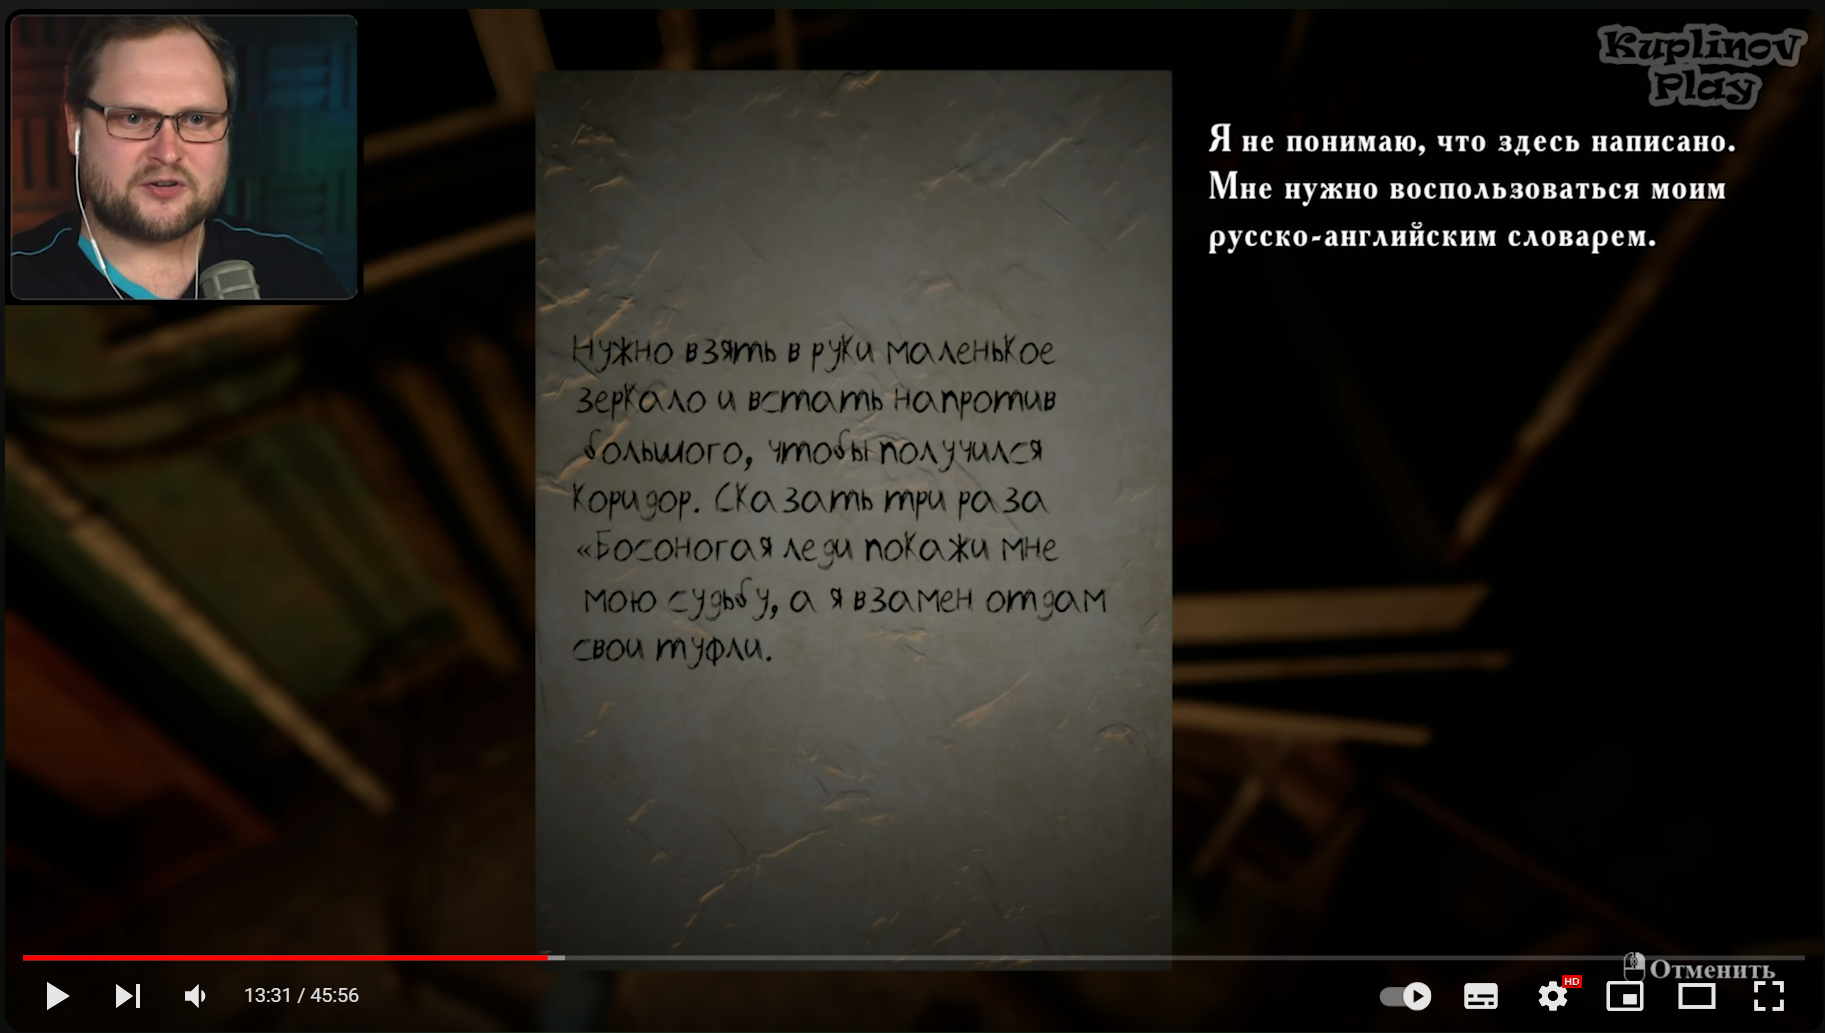 Kuplinov
Play
Я не понимаю, что здесь написано.
Мне нужно воспользоваться моим
русско-английским словарем.
Нужно взять в руки маленькое
зеркало и встать напротив
большого, чтобы получился
коридор. Сказать три раза
«Босоногая леди покажи мне
мою судьбу, а я взамен отдам
свои туфли.
Отменить
13:31 / 45:56
HD